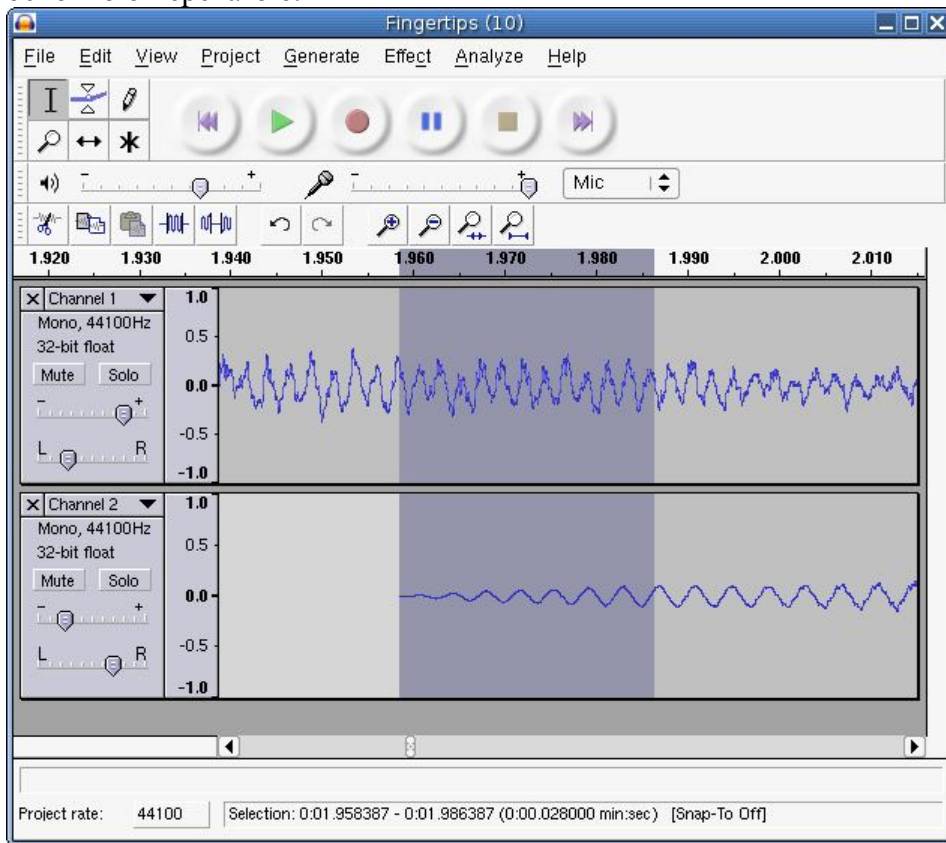 Fingertips (10)
File Edit View Project Generate Effect Analyze Help
Mic
1.920 1.930 1.940 1.950 1.960 1.970 1.980 1.990 2.000 2.010
Channel 1
Mono, 44100Hz
32-bit float
Mute Solo
- +
L R
1.0
0.5
0.0
-0.5
-1.0
Channel 2
Mono, 44100Hz
32-bit float
Mute Solo
- +
L R
1.0
0.5
0.0
-0.5
-1.0
Project rate: 44100 Selection: 0:01.958387 - 0:01.986387 (0:00.028000 min:sec) [Snap-To Off]